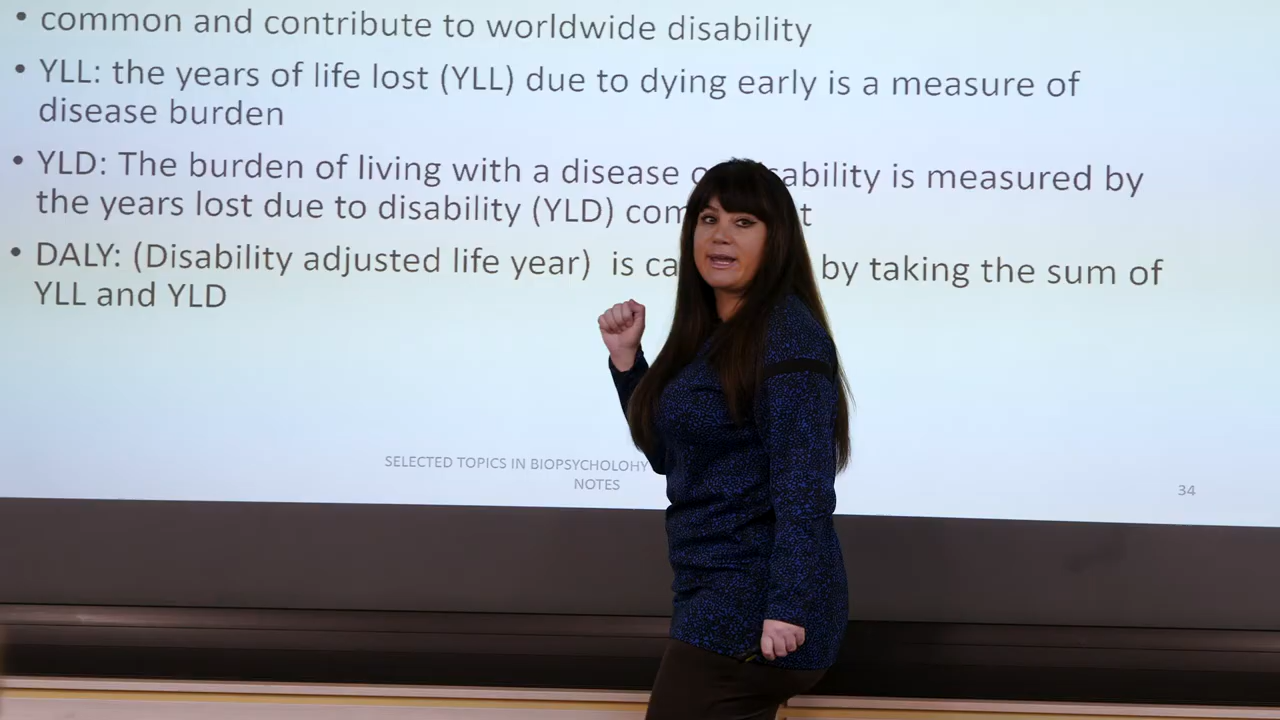 • common and contribute to worldwide disability
• YLL: the years of life lost (YLL) due to dying early is a measure of
disease burden
• YLD: The burden of living with a disease ability is measured by
the years lost due to disability (YLD)
• DALY: (Disability adjusted life year) is by taking the sum of
YLL and YLD
SELECTED TOPICS IN BIOPSYCHOLOHY
NOTES
34